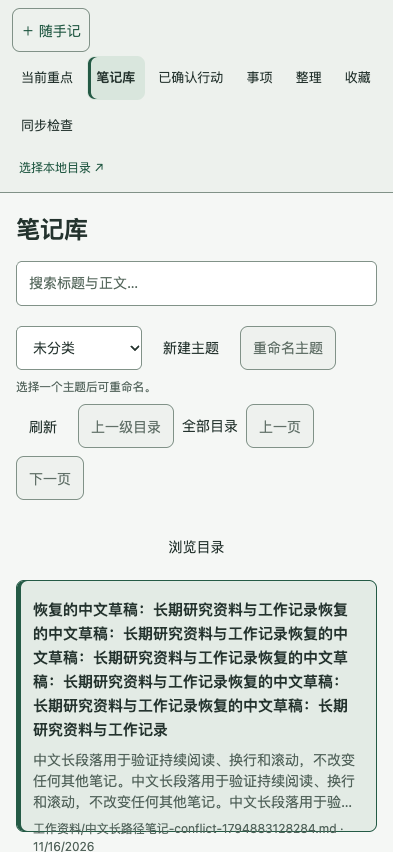 + 随手记
当前重点 笔记库 已确认行动 事项 整理 收藏
同步检查
选择本地目录 ↗
笔记库
搜索标题与正文...
未分类 新建主题 重命名主题
选择一个主题后可重命名。
刷新 上一级目录 全部目录 上一页
下一页
浏览目录
恢复的中文草稿：长期研究资料与工作记录恢复
的中文草稿：长期研究资料与工作记录恢复的中
文草稿：长期研究资料与工作记录恢复的中文草
稿：长期研究资料与工作记录恢复的中文草稿：
长期研究资料与工作记录恢复的中文草稿：长期
研究资料与工作记录
中文长段落用于验证持续阅读、换行和滚动，不改变
任何其他笔记。中文长段落用于验证持续阅读、换行
和滚动，不改变任何其他笔记。中文长段落用于验...
工作资料/中文长路径笔记-conflict-1794883128284.md ·
11/16/2026